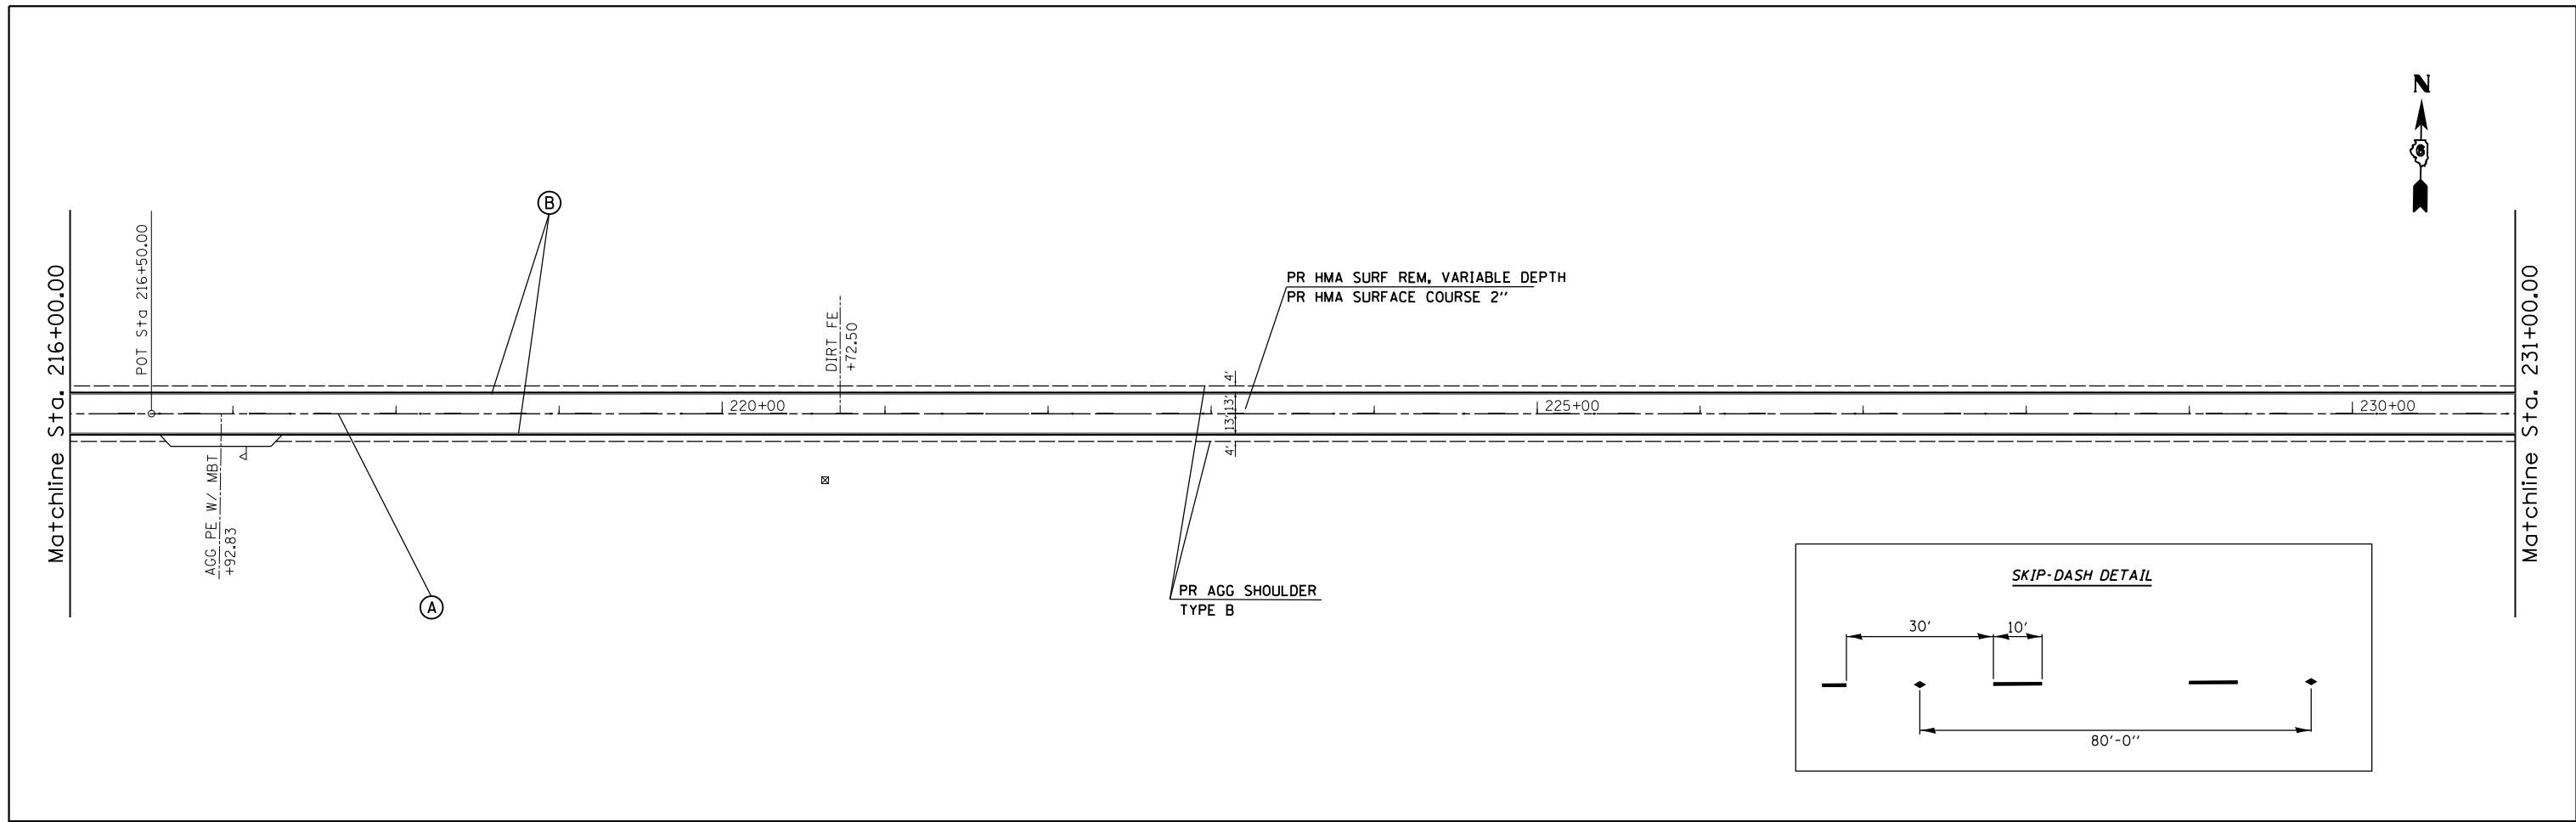 N
6
B
Matchline Sta. 216+00.00
POT Sta 216+50.00
PR HMA SURF REM, VARIABLE DEPTH
PR HMA SURFACE COURSE 2''
DIRT FE
+72.50
Matchline Sta. 231+00.00
4'
13'
13'
4'
220+00
225+00
230+00
AGG PE W/ MBT
+92.83
A
PR AGG SHOULDER
TYPE B
SKIP-DASH DETAIL
30'
10'
80'-0''